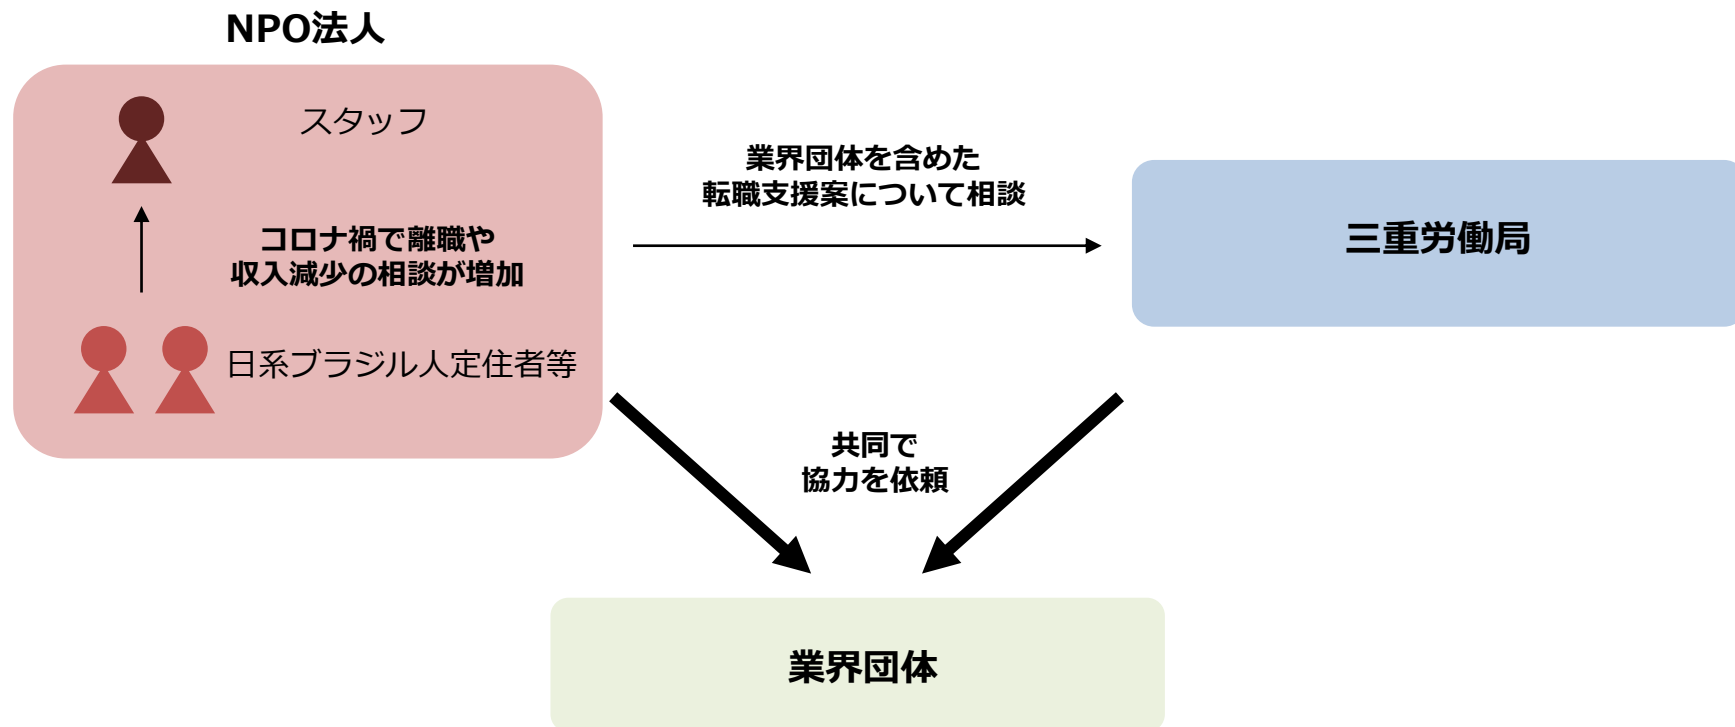 NPO法人
スタッフ
コロナ禍で離職や
収入減少の相談が増加
日系ブラジル人定住者等
業界団体を含めた
転職支援案について相談
三重労働局
共同で
協力を依頼
業界団体